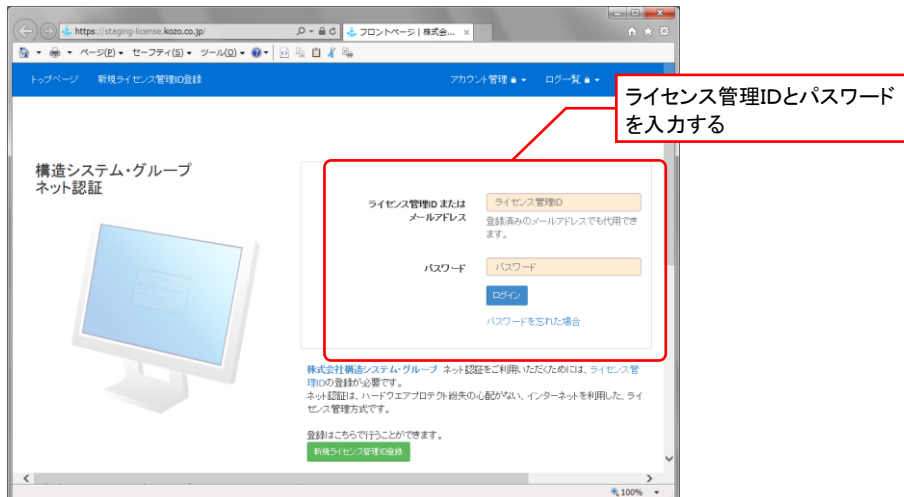 https://staging-license.kozo.co.jp/
フロントページ | 株式会...
ページ(P) セーフティ(S) ツール(O)
トップページ 新規ライセンス管理ID登録 アカウント管理 ログ一覧
ライセンス管理IDとパスワード
を入力する
構造システム・グループ
ネット認証
ライセンス管理ID または
メールアドレス
ライセンス管理ID
登録済みのメールアドレスでも代用でき
ます。
パスワード
パスワード
ログイン
パスワードを忘れた場合
株式会社構造システム・グループ ネット認証をご利用いただくためには、ライセンス管
理IDの登録が必要です。
ネット認証は、ハードウエアプロテクト紛失の心配がない、インターネットを利用した、ライ
センス管理方式です。
登録はこちらで行うことができます。
新規ライセンス管理ID登録
100%